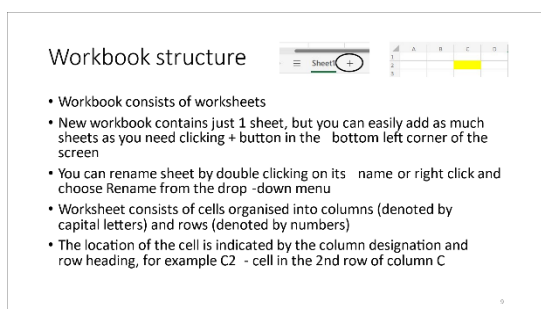 Workbook structure
Sheet1 +
A B C D
1
2
3
• Workbook consists of worksheets
• New workbook contains just 1 sheet, but you can easily add as much
sheets as you need clicking + button in the bottom left corner of the
screen
• You can rename sheet by double clicking on its name or right click and
choose Rename from the drop -down menu
• Worksheet consists of cells organised into columns (denoted by
capital letters) and rows (denoted by numbers)
• The location of the cell is indicated by the column designation and
row heading, for example C2 - cell in the 2nd row of column C